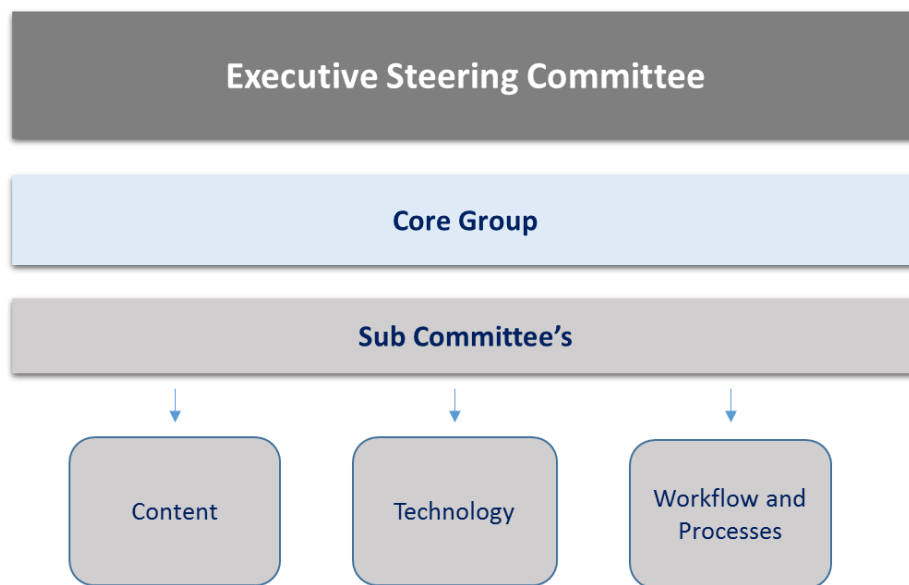 Executive Steering Committee
Core Group
Sub Committee’s
Content
Technology
Workflow and
Processes